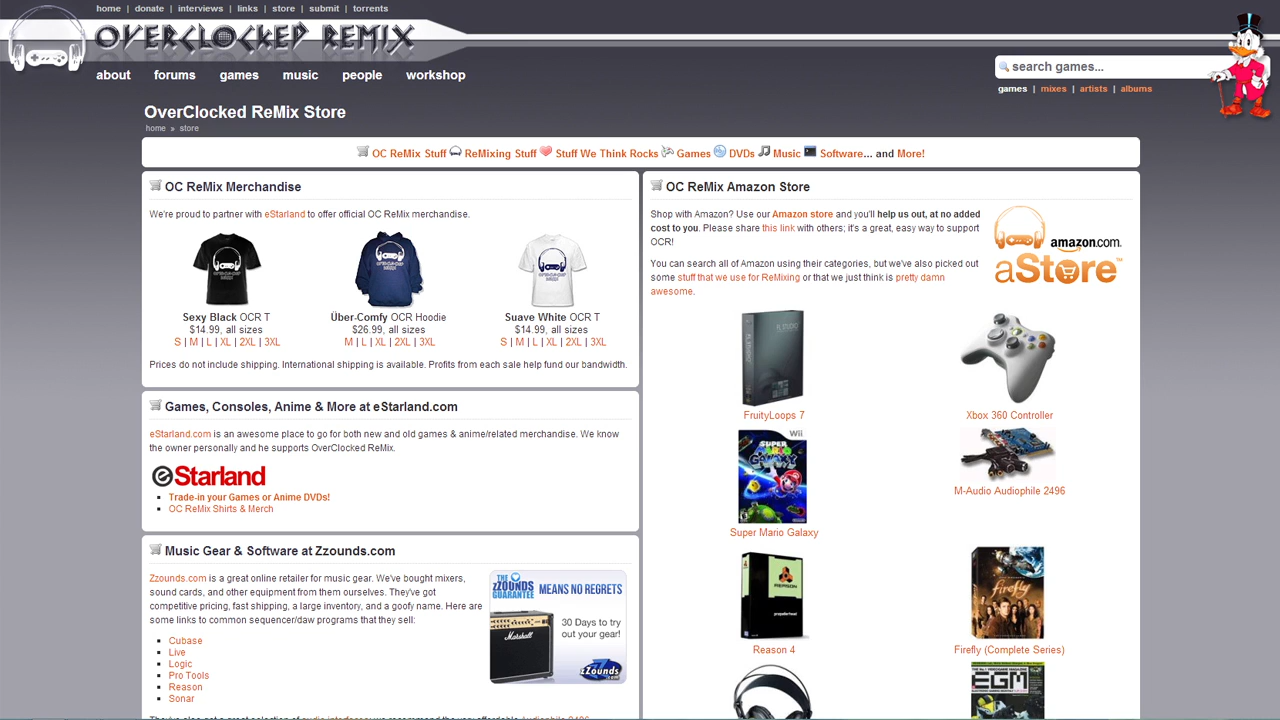 home | donate | interviews | links | store | submit | torrents
OVERCLOCKED REMIX
about forums games music people workshop
search games...
games | mixes | artists | albums
OverClocked ReMix Store
home » store
OC ReMix Stuff ReMixing Stuff Stuff We Think Rocks Games DVDs Music Software... and More!
OC ReMix Merchandise
We're proud to partner with eStarland to offer official OC ReMix merchandise.
Sexy Black OCR T
$14.99, all sizes
S | M | L | XL | 2XL | 3XL
Über-Comfy OCR Hoodie
$26.99, all sizes
M | L | XL | 2XL | 3XL
Suave White OCR T
$14.99, all sizes
S | M | L | XL | 2XL | 3XL
Prices do not include shipping. International shipping is available. Profits from each sale help fund our bandwidth.
Games, Consoles, Anime & More at eStarland.com
eStarland.com is an awesome place to go for both new and old games & anime/related merchandise. We know
the owner personally and he supports OverClocked ReMix.
eStarland
Trade-in your Games or Anime DVDs!
OC ReMix Shirts & Merch
Music Gear & Software at Zzounds.com
Zzounds.com is a great online retailer for music gear. We've bought mixers,
sound cards, and other equipment from them ourselves. They've got
competitive pricing, fast shipping, a large inventory, and a goofy name. Here are
some links to common sequencer/daw programs that they sell:
Cubase
Live
Logic
Pro Tools
Reason
Sonar
THE
ZZOUNDS
GUARANTEE
MEANS NO REGRETS
30 Days to try
out your gear!
Marshall
zZounds
.com
OC ReMix Amazon Store
Shop with Amazon? Use our Amazon store and you'll help us out, at no added
cost to you. Please share this link with others; it's a great, easy way to support
OCR!
You can search all of Amazon using their categories, but we've also picked out
some stuff that we use for ReMixing or that we just think is pretty damn
awesome.
amazon.com.
aStore™
FL STUDIO
FruityLoops 7
Xbox 360 Controller
Wii
SUPER MARIO GALAXY
Super Mario Galaxy
M-Audio Audiophile 2496
REASON
propellerhead
Reason 4
firefly
Firefly (Complete Series)
EGM